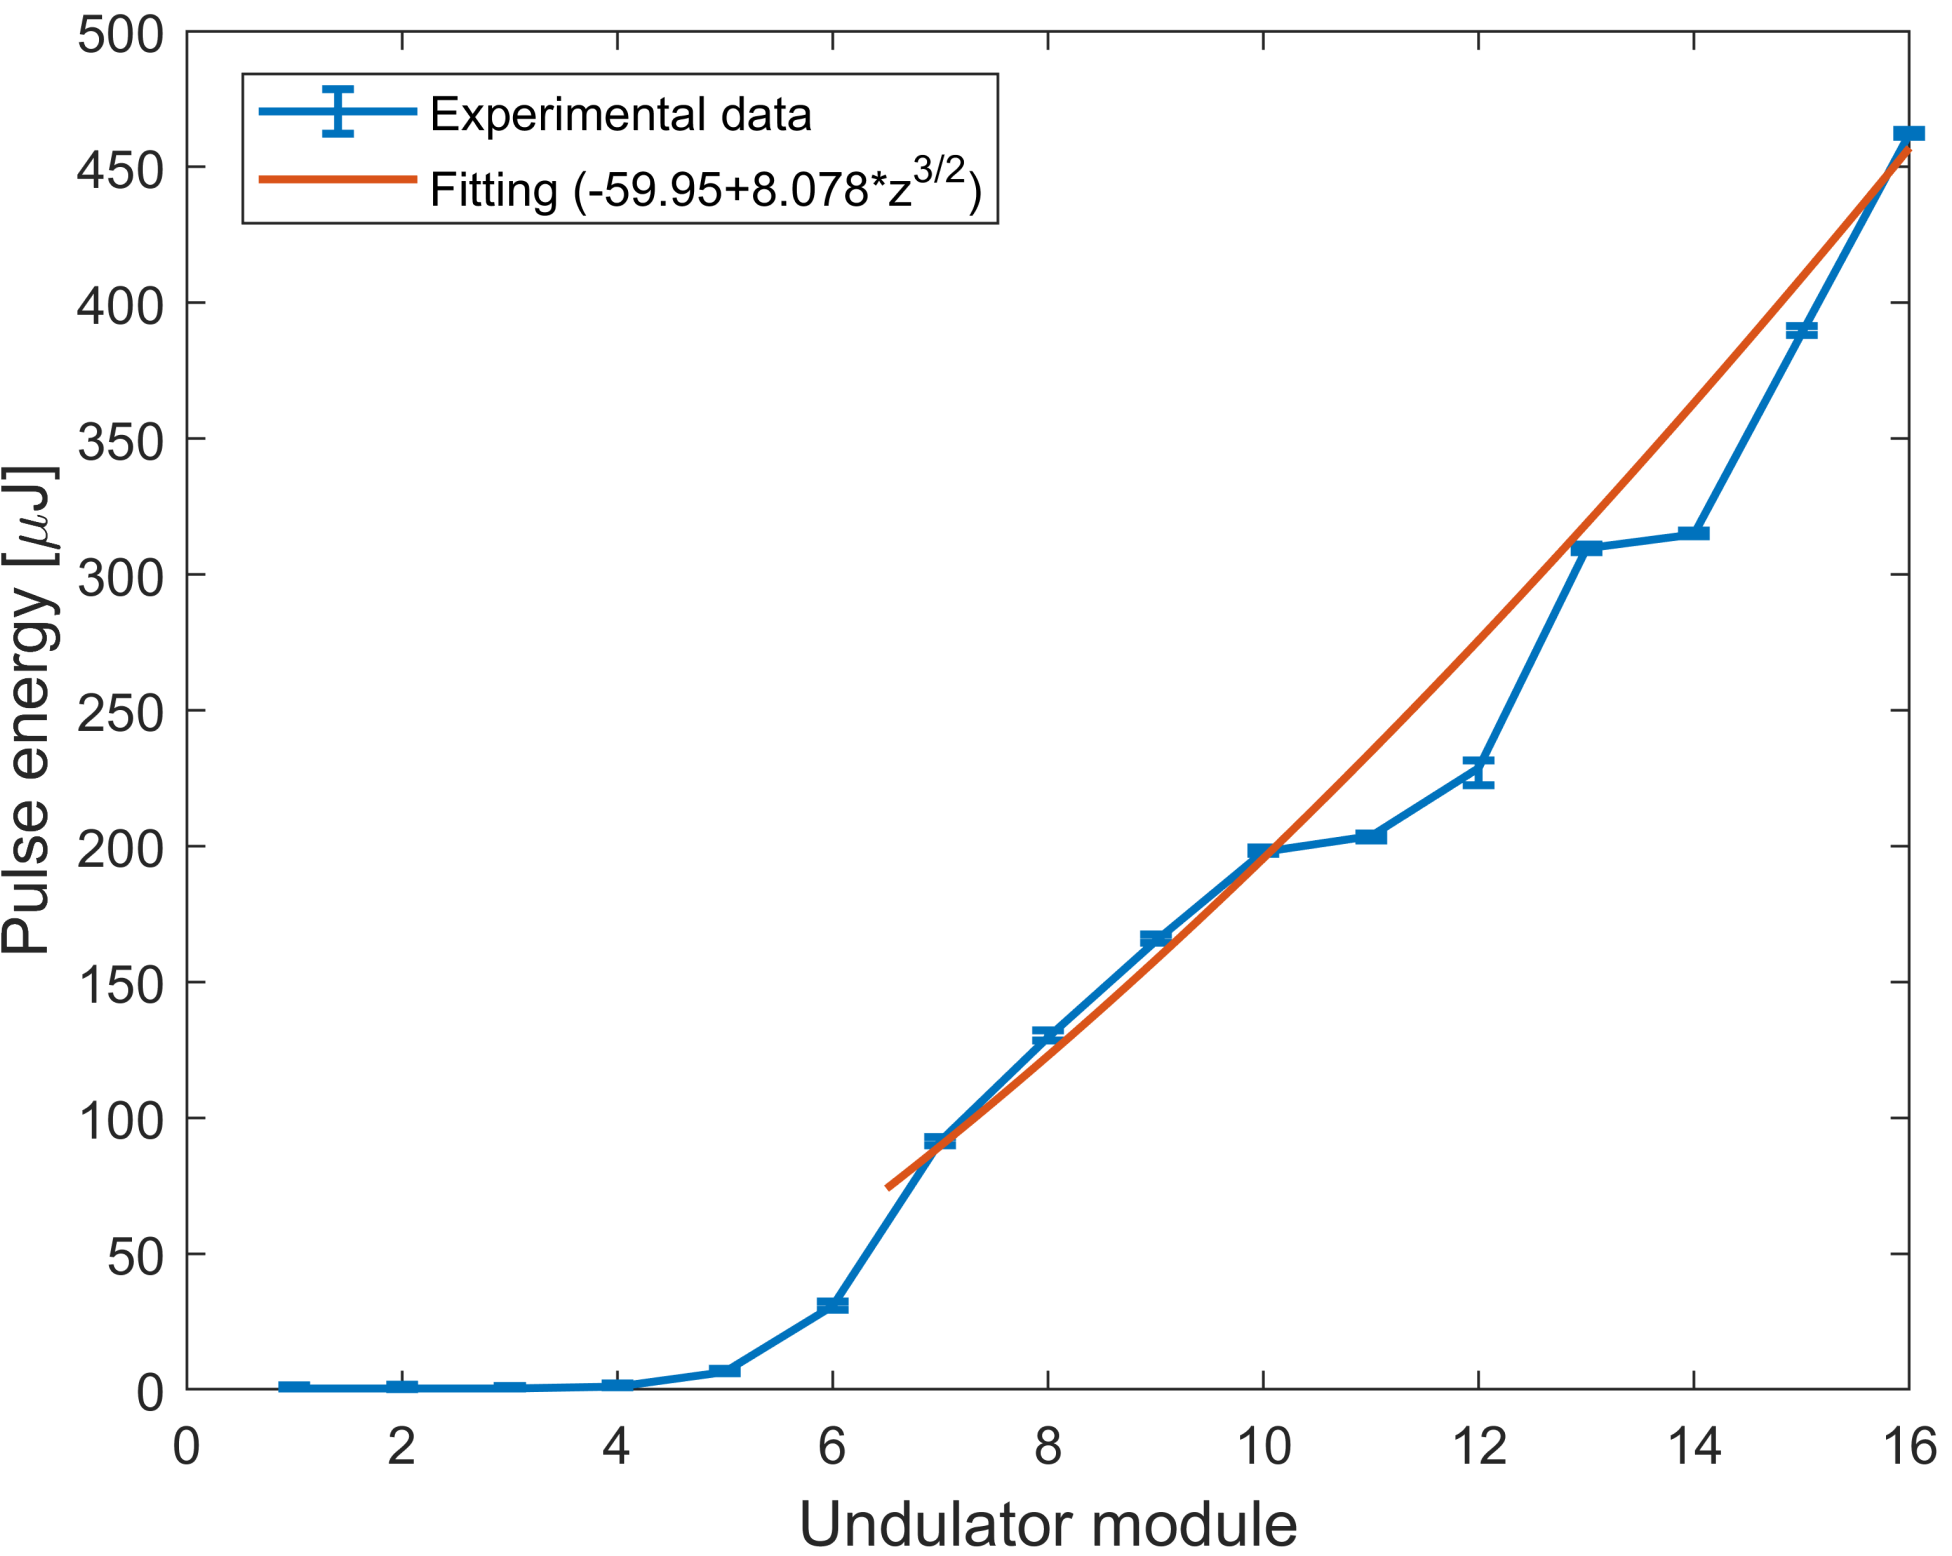 500
450
400
350
300
250
200
150
100
50
0
Pulse energy [μJ]
Experimental data
Fitting (-59.95+8.078*z^3/2)
0 2 4 6 8 10 12 14 16
Undulator module